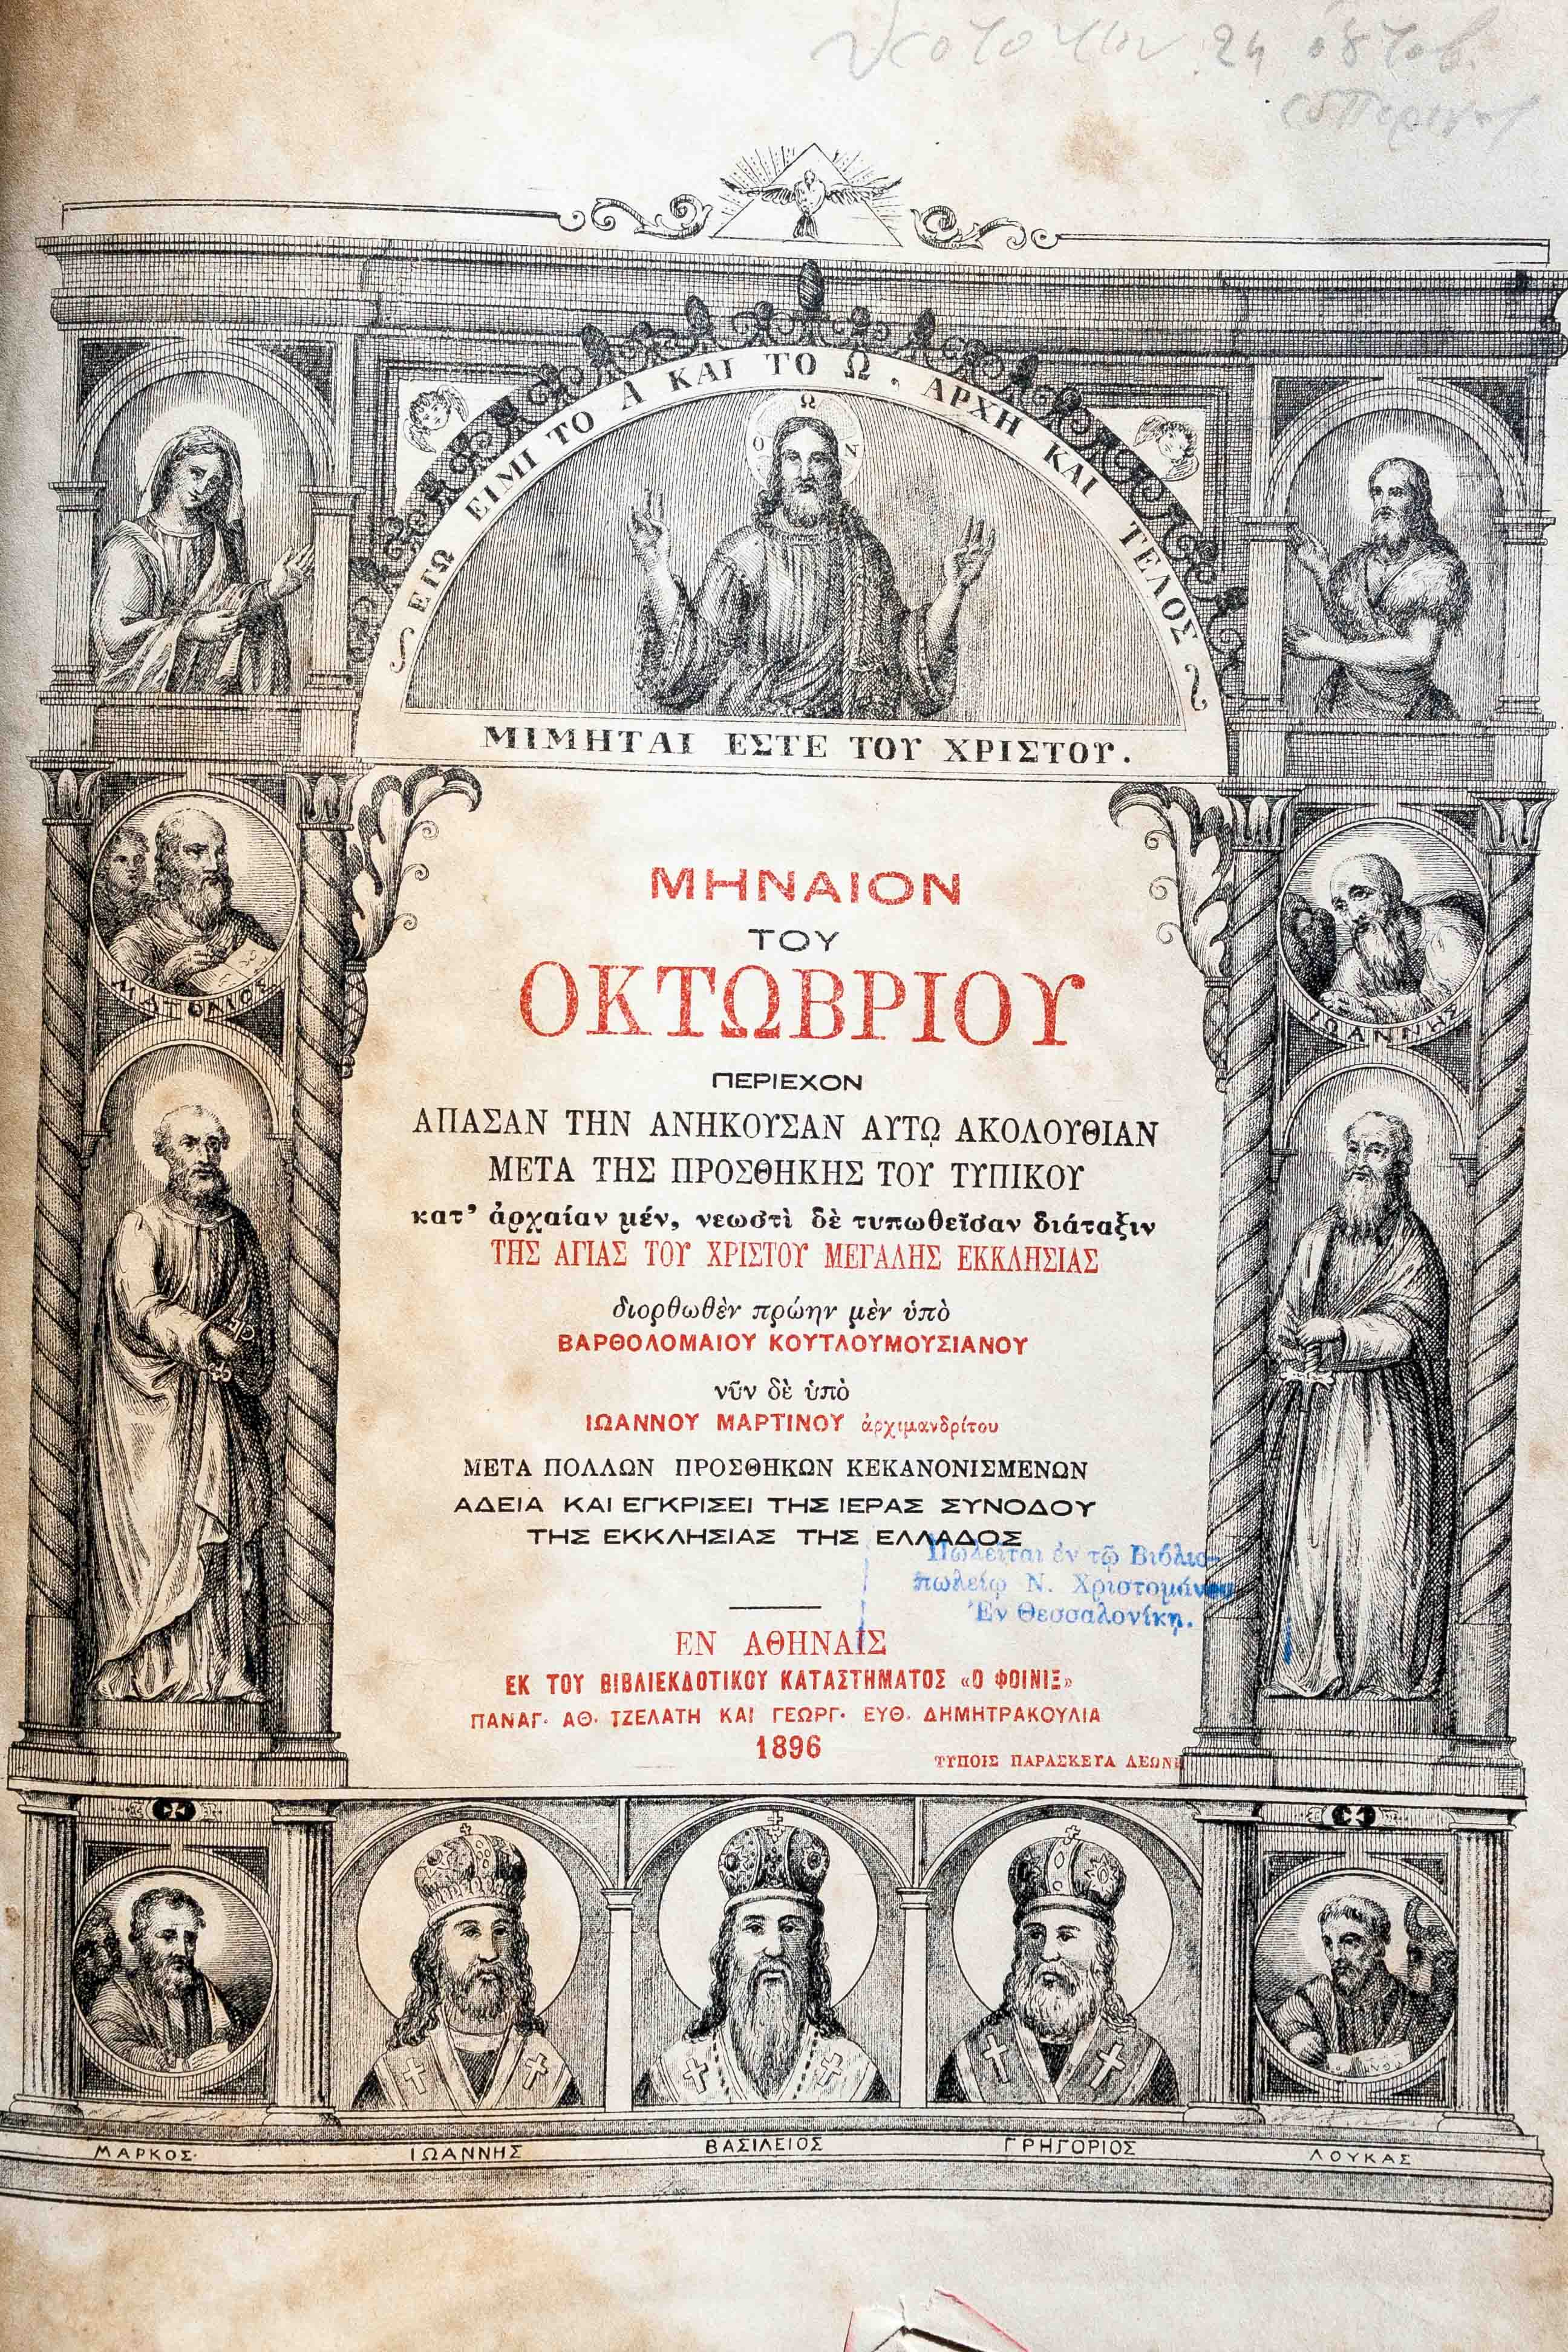 24
ΕΓΩ ΕΙΜΙ ΤΟ Α ΚΑΙ ΤΟ Ω, ΑΡΧΗ ΚΑΙ ΤΕΛΟΣ
Ο Ω Ν
ΜΙΜΗΤΑΙ ΕΣΤΕ ΤΟΥ ΧΡΙΣΤΟΥ.
ΜΑΤΘΑΙΟΣ
ΙΩΑΝΝΗΣ
ΜΗΝΑΙΟΝ
ΤΟΥ
ΟΚΤΩΒΡΙΟΥ
ΠΕΡΙΕΧΟΝ
ΑΠΑΣΑΝ ΤΗΝ ΑΝΗΚΟΥΣΑΝ ΑΥΤῼ ΑΚΟΛΟΥΘΙΑΝ
ΜΕΤΑ ΤΗΣ ΠΡΟΣΘΗΚΗΣ ΤΟΥ ΤΥΠΙΚΟΥ
κατ' ἀρχαίαν μέν, νεωστὶ δὲ τυπωθεῖσαν διάταξιν
ΤΗΣ ΑΓΙΑΣ ΤΟΥ ΧΡΙΣΤΟΥ ΜΕΓΑΛΗΣ ΕΚΚΛΗΣΙΑΣ
διορθωθὲν πρώην μὲν ὑπὸ
ΒΑΡΘΟΛΟΜΑΙΟΥ ΚΟΥΤΛΟΥΜΟΥΣΙΑΝΟΥ
νῦν δὲ ὑπὸ
ΙΩΑΝΝΟΥ ΜΑΡΤΙΝΟΥ ἀρχιμανδρίτου
ΜΕΤΑ ΠΟΛΛΩΝ ΠΡΟΣΘΗΚΩΝ ΚΕΚΑΝΟΝΙΣΜΕΝΩΝ
ΑΔΕΙΑ ΚΑΙ ΕΓΚΡΙΣΕΙ ΤΗΣ ΙΕΡΑΣ ΣΥΝΟΔΟΥ
ΤΗΣ ΕΚΚΛΗΣΙΑΣ ΤΗΣ ΕΛΛΑΔΟΣ
Πωλεῖται ἐν τῷ Βιβλιο-
πωλείῳ Ν. Χριστομάνου
Ἐν Θεσσαλονίκῃ.
ΕΝ ΑΘΗΝΑΙΣ
ΕΚ ΤΟΥ ΒΙΒΛΙΕΚΔΟΤΙΚΟΥ ΚΑΤΑΣΤΗΜΑΤΟΣ «Ο ΦΟΙΝΙΞ»
ΠΑΝΑΓ. ΑΘ. ΤΖΕΛΑΤΗ ΚΑΙ ΓΕΩΡΓ. ΕΥΘ. ΔΗΜΗΤΡΑΚΟΥΛΙΑ
1896
ΤΥΠΟΙΣ ΠΑΡΑΣΚΕΥΑ ΛΕΩΝΗ
ΜΑΡΚΟΣ
ΙΩΑΝΝΗΣ
ΒΑΣΙΛΕΙΟΣ
ΓΡΗΓΟΡΙΟΣ
ΛΟΥΚΑΣ